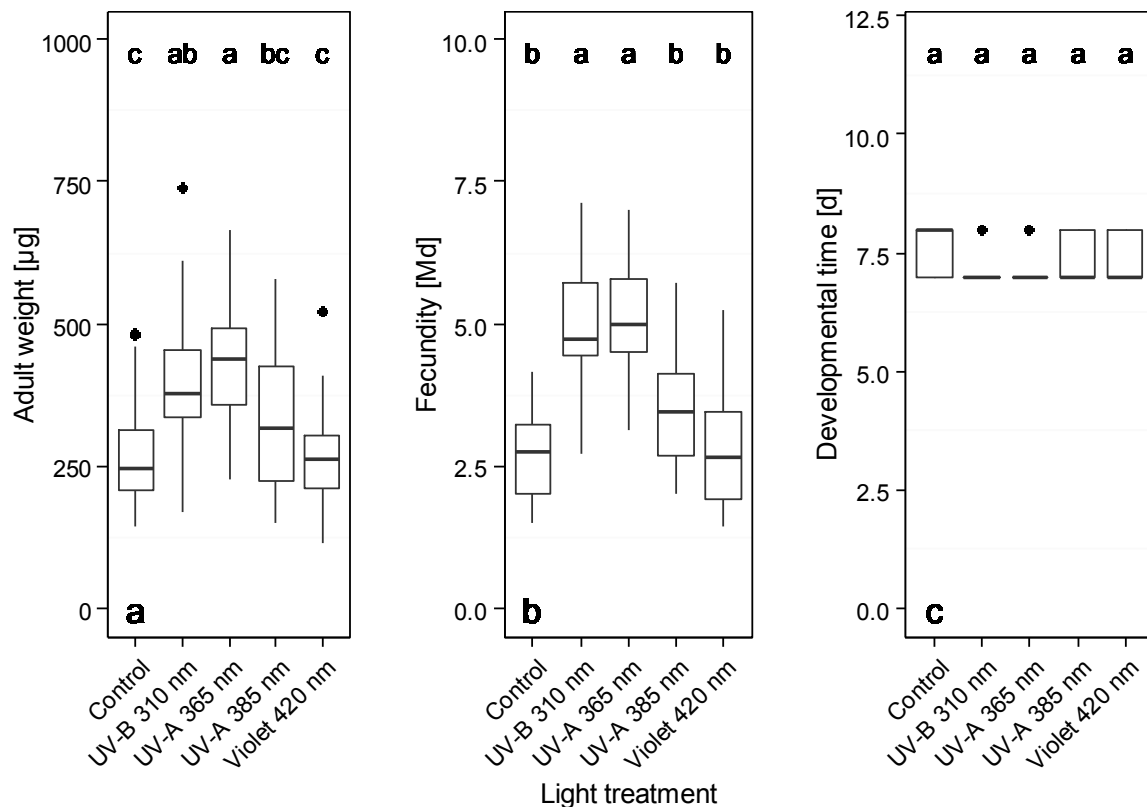 Adult weight [µg]
1000
750
500
250
0
c ab a bc c
a
Control
UV-B 310 nm
UV-A 365 nm
UV-A 385 nm
Violet 420 nm
Fecundity [Md]
10.0
7.5
5.0
2.5
0.0
b a a b b
b
Control
UV-B 310 nm
UV-A 365 nm
UV-A 385 nm
Violet 420 nm
Developmental time [d]
12.5
10.0
7.5
5.0
2.5
0.0
a a a a a
c
Control
UV-B 310 nm
UV-A 365 nm
UV-A 385 nm
Violet 420 nm
Light treatment